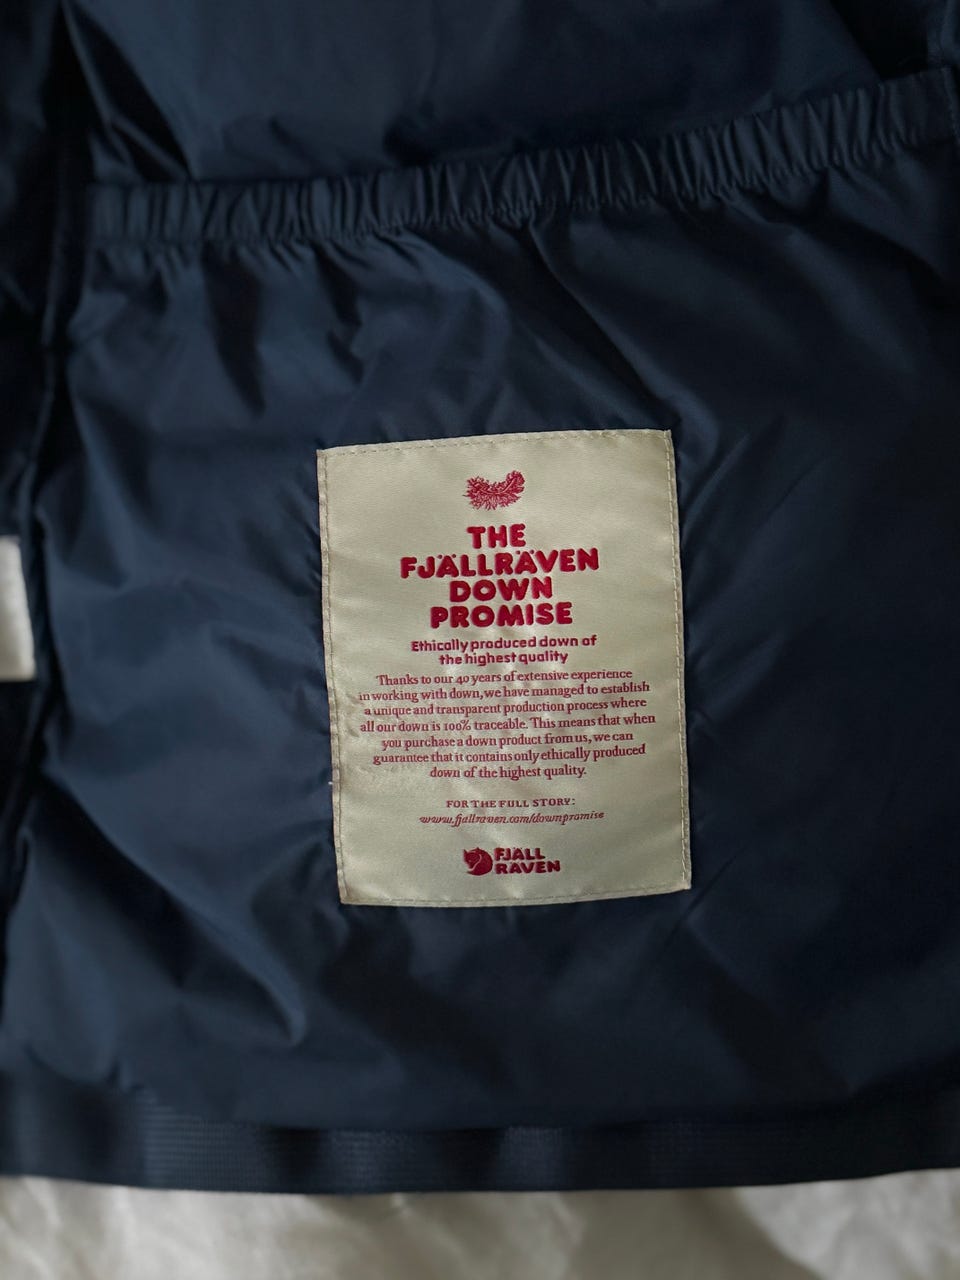 THE
FJÄLLRÄVEN
DOWN
PROMISE
Ethically produced down of
the highest quality
Thanks to our 40 years of extensive experience
in working with down, we have managed to establish
a unique and transparent production process where
all our down is 100% traceable. This means that when
you purchase a down product from us, we can
guarantee that it contains only ethically produced
down of the highest quality.
FOR THE FULL STORY:
www.fjallraven.com/downpromise
FJÄLL
RÄVEN